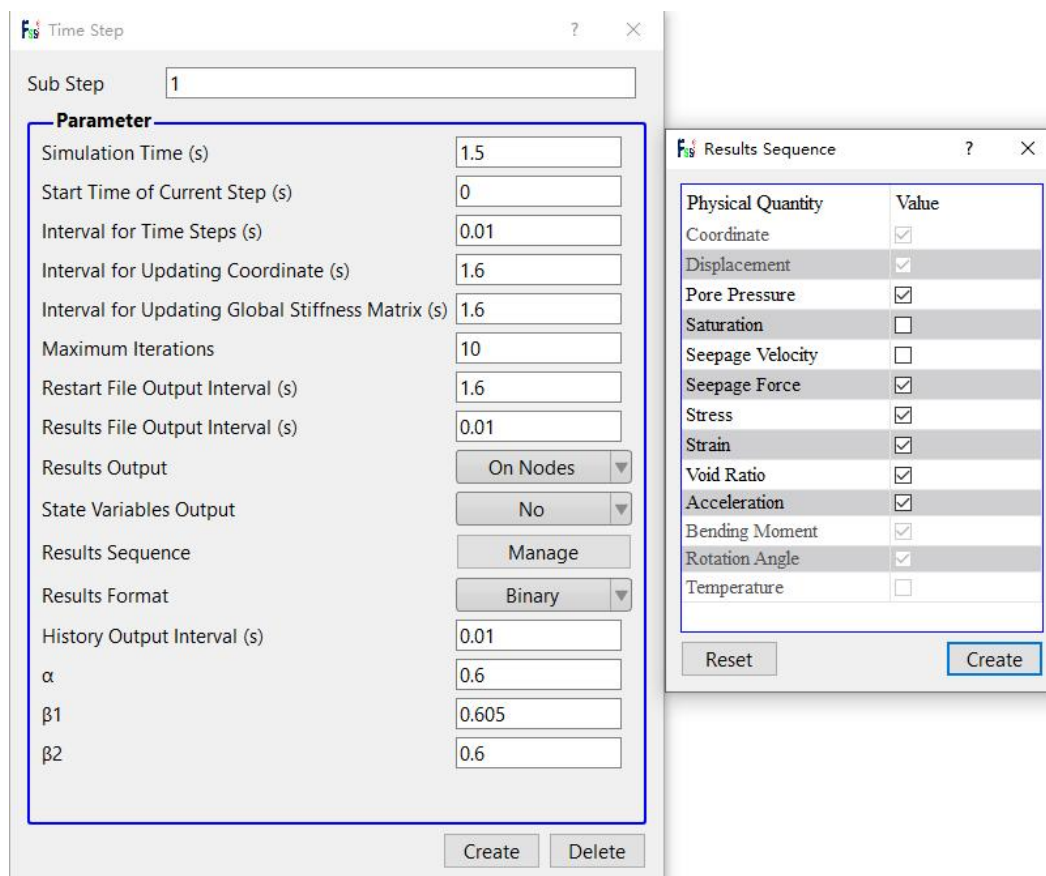 Fssi Time Step ?
Sub Step 1
Parameter
Simulation Time (s) 1.5
Start Time of Current Step (s) 0
Interval for Time Steps (s) 0.01
Interval for Updating Coordinate (s) 1.6
Interval for Updating Global Stiffness Matrix (s) 1.6
Maximum Iterations 10
Restart File Output Interval (s) 1.6
Results File Output Interval (s) 0.01
Results Output On Nodes
State Variables Output No
Results Sequence Manage
Results Format Binary
History Output Interval (s) 0.01
α 0.6
β1 0.605
β2 0.6
Create Delete
Fssi Results Sequence ?
Physical Quantity Value
Coordinate
Displacement
Pore Pressure
Saturation
Seepage Velocity
Seepage Force
Stress
Strain
Void Ratio
Acceleration
Bending Moment
Rotation Angle
Temperature
Reset Create